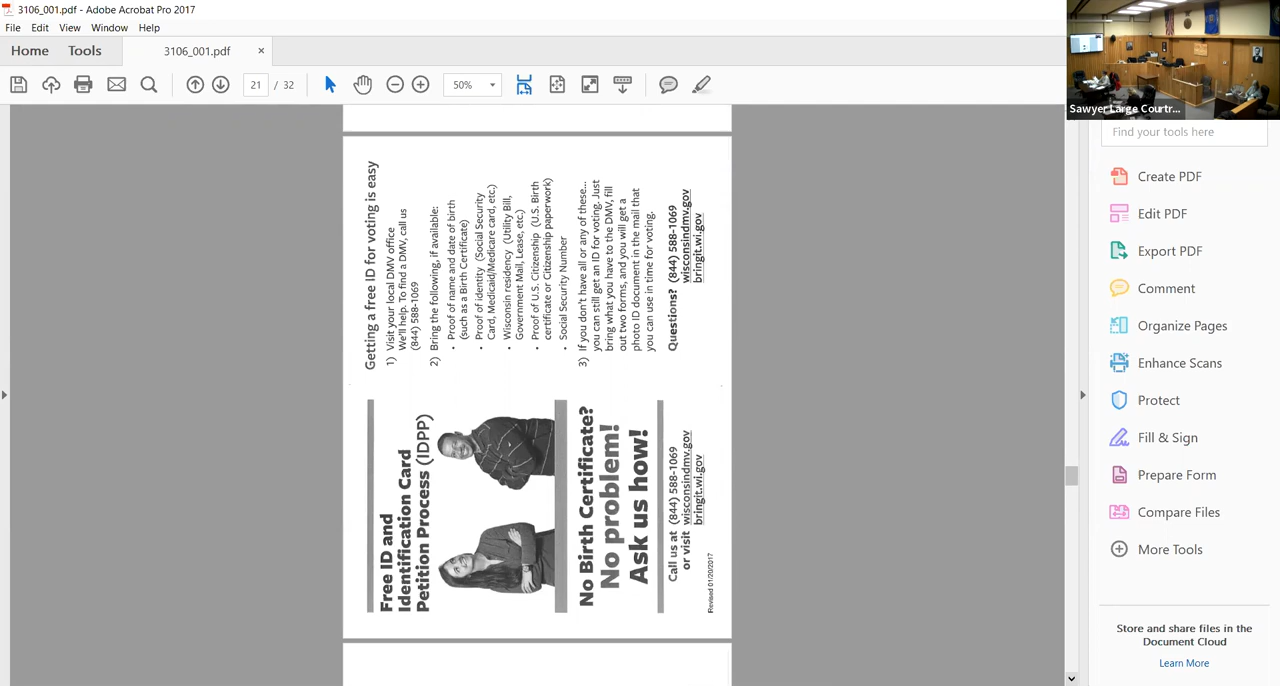 3106_001.pdf - Adobe Acrobat Pro 2017
File Edit View Window Help
Home Tools 3106_001.pdf ×
21 / 32 50%
Sawyer Large Courtr...
Find your tools here
Create PDF
Edit PDF
Export PDF
Comment
Organize Pages
Enhance Scans
Protect
Fill & Sign
Prepare Form
Compare Files
More Tools
Store and share files in the
Document Cloud
Learn More
Free ID and
Identification Card
Petition Process (IDPP)
No Birth Certificate?
No problem!
Ask us how!
Call us at (844) 588-1069
or visit wisconsindmv.gov
bringit.wi.gov
Revised 01/20/2017
Getting a free ID for voting is easy
1) Visit your local DMV office
We'll help. To find a DMV, call us
(844) 588-1069
2) Bring the following, if available:
• Proof of name and date of birth
(such as a Birth Certificate)
• Proof of identity (Social Security
Card, Medicaid/Medicare card, etc.)
• Wisconsin residency (Utility Bill,
Government Mail, Lease, etc.)
• Proof of U.S. Citizenship (U.S. Birth
certificate or Citizenship paperwork)
• Social Security Number
3) If you don't have all or any of these...
you can still get an ID for voting. Just
bring what you have to the DMV, fill
out two forms, and you will get a
photo ID document in the mail that
you can use in time for voting.
Questions? (844) 588-1069
wisconsindmv.gov
bringit.wi.gov